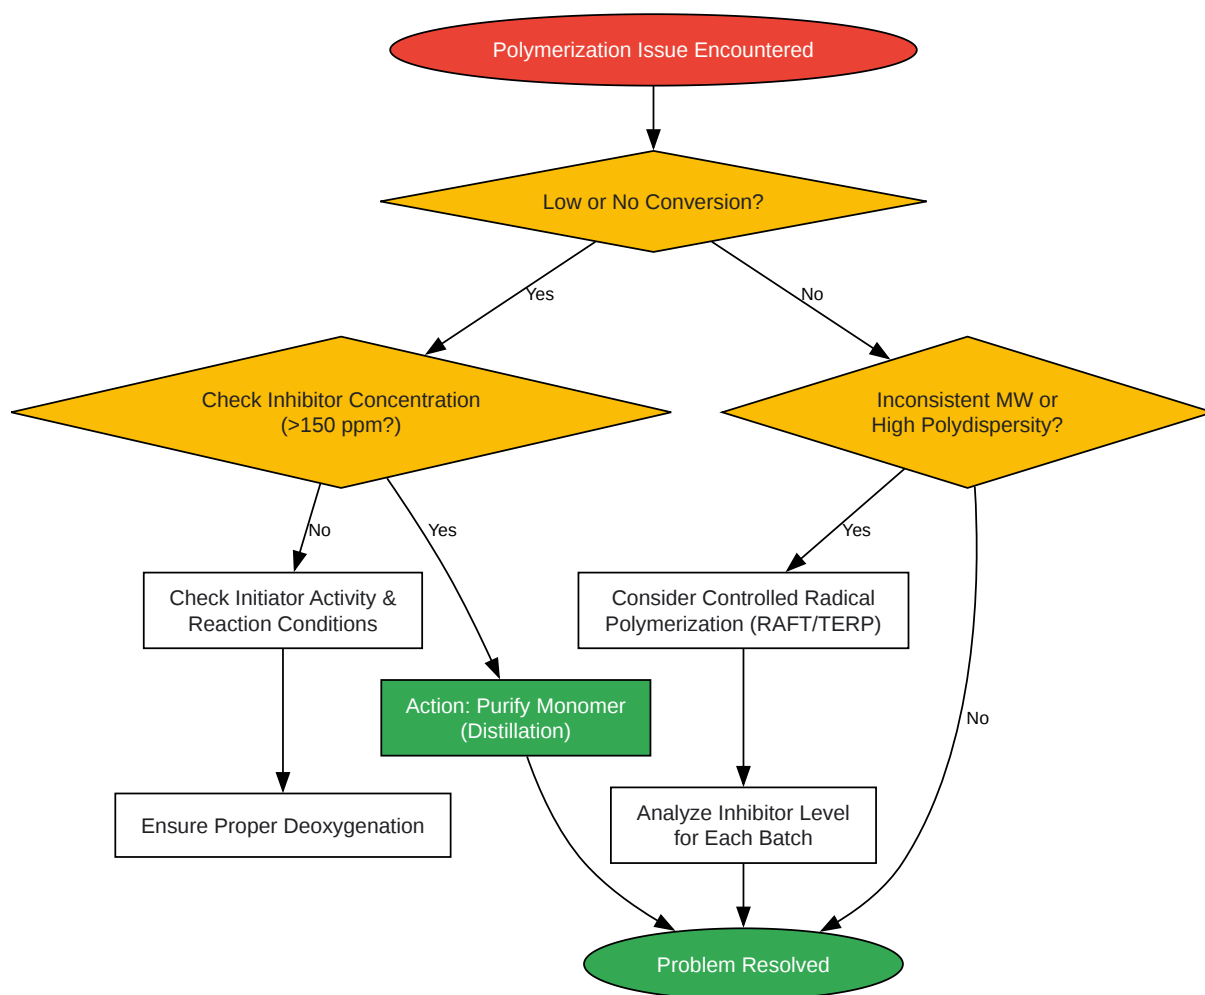 Polymerization Issue Encountered
Low or No Conversion?
Yes
No
Check Inhibitor Concentration
(>150 ppm?)
Inconsistent MW or
High Polydispersity?
No
Yes
Yes
Check Initiator Activity &
Reaction Conditions
Consider Controlled Radical
Polymerization (RAFT/TERP)
Action: Purify Monomer
(Distillation)
No
Ensure Proper Deoxygenation
Analyze Inhibitor Level
for Each Batch
Problem Resolved